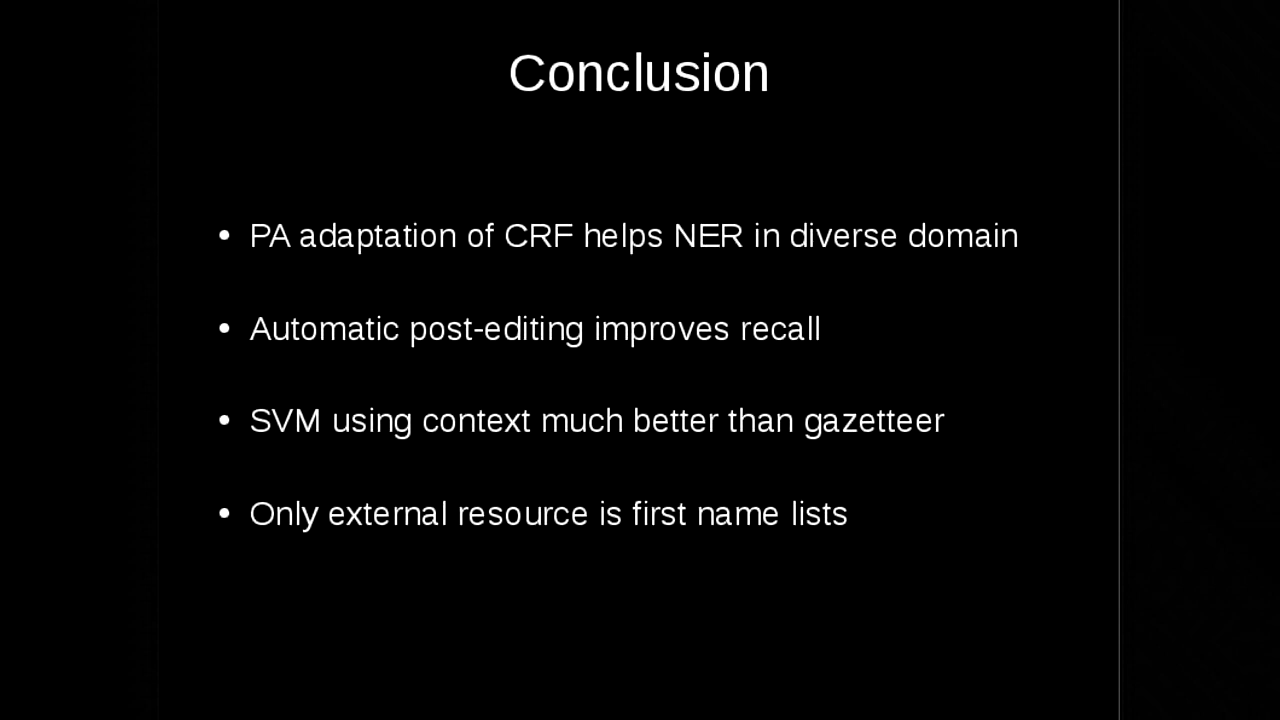 Conclusion
• PA adaptation of CRF helps NER in diverse domain
• Automatic post-editing improves recall
• SVM using context much better than gazetteer
• Only external resource is first name lists